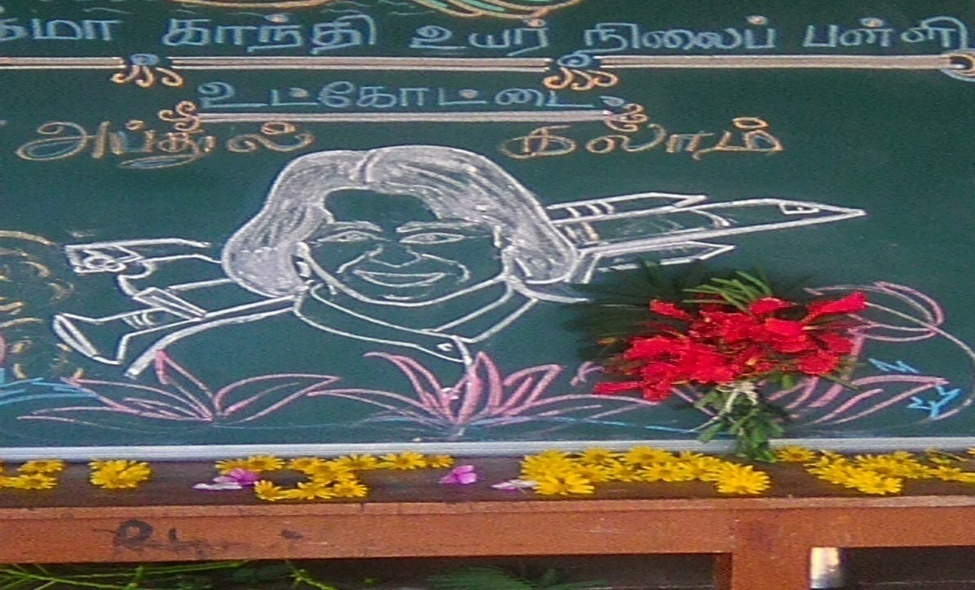 காந்தி உயர் நிலைப் பள்ளி
உட்கோட்டை
அப்துல் கலாம்